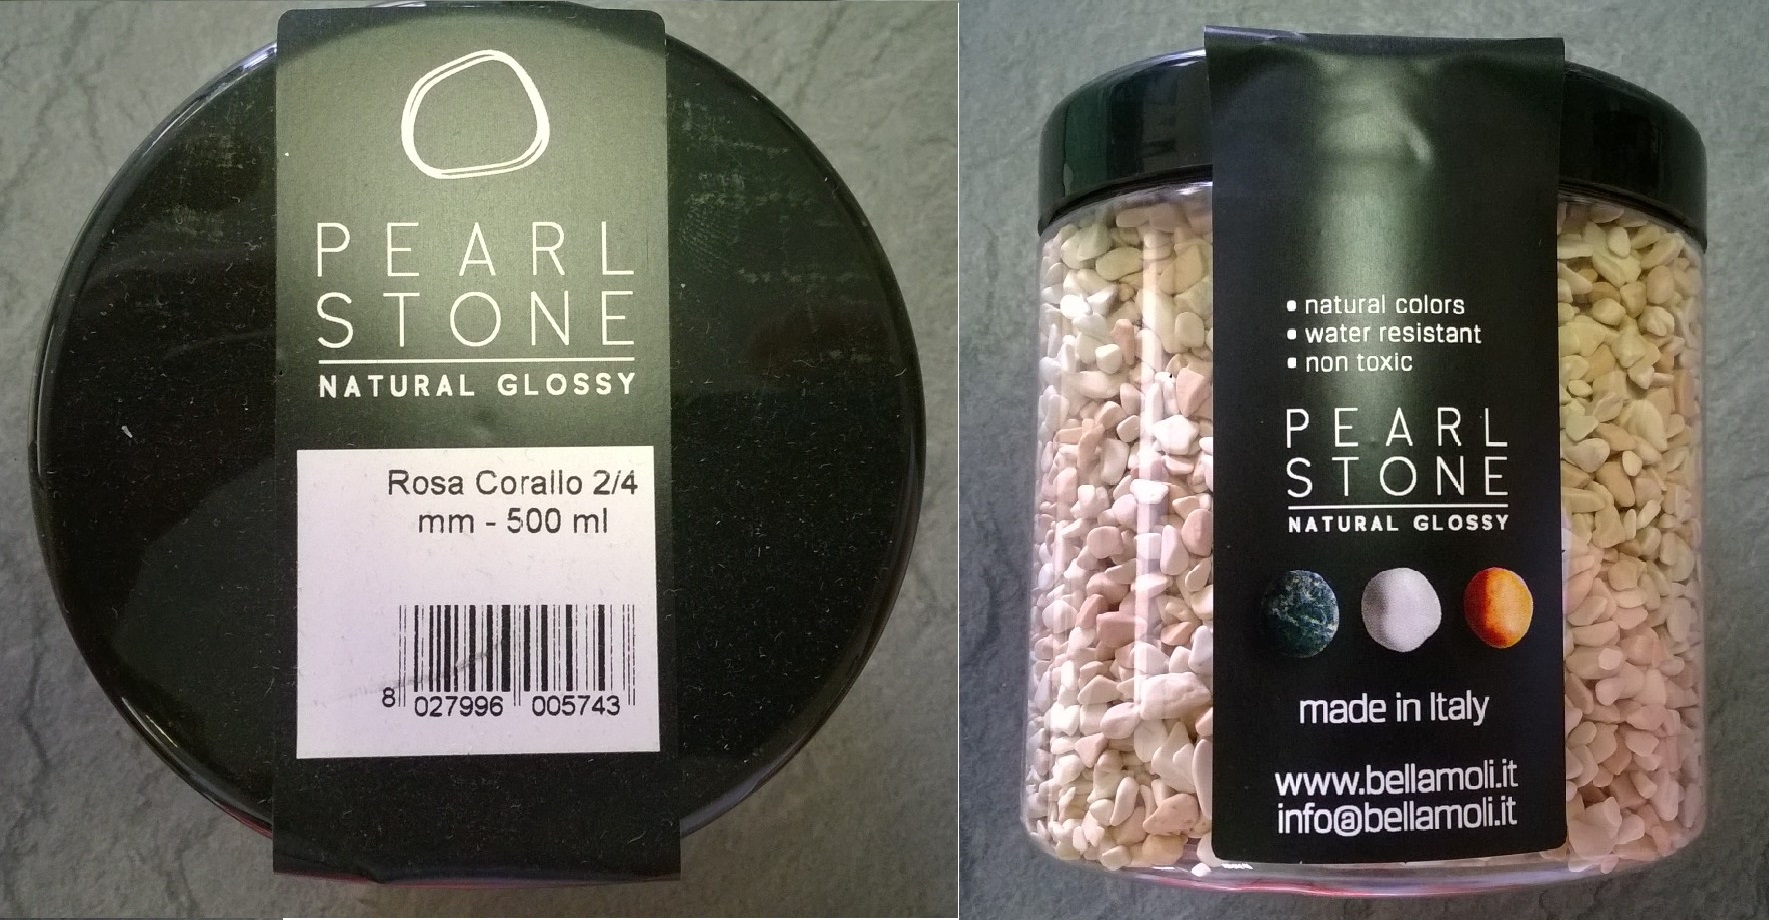 PEARL
STONE
NATURAL GLOSSY
Rosa Corallo 2/4
mm - 500 ml
8 027996 005743
• natural colors
• water resistant
• non toxic
PEARL
STONE
NATURAL GLOSSY
made in Italy
www.bellamoli.it
info@bellamoli.it